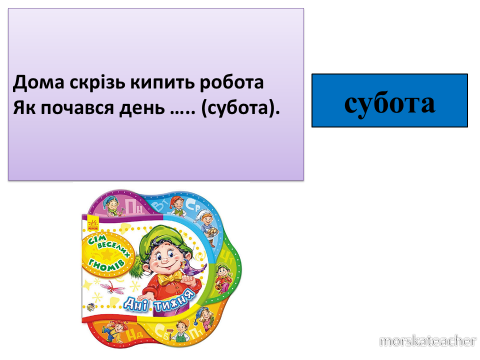 Дома скрізь кипить робота
Як почався день ….. (субота).
субота
СІМ
ВЕСЕЛИХ
ГНОМІВ
Дні тижня
morskateacher